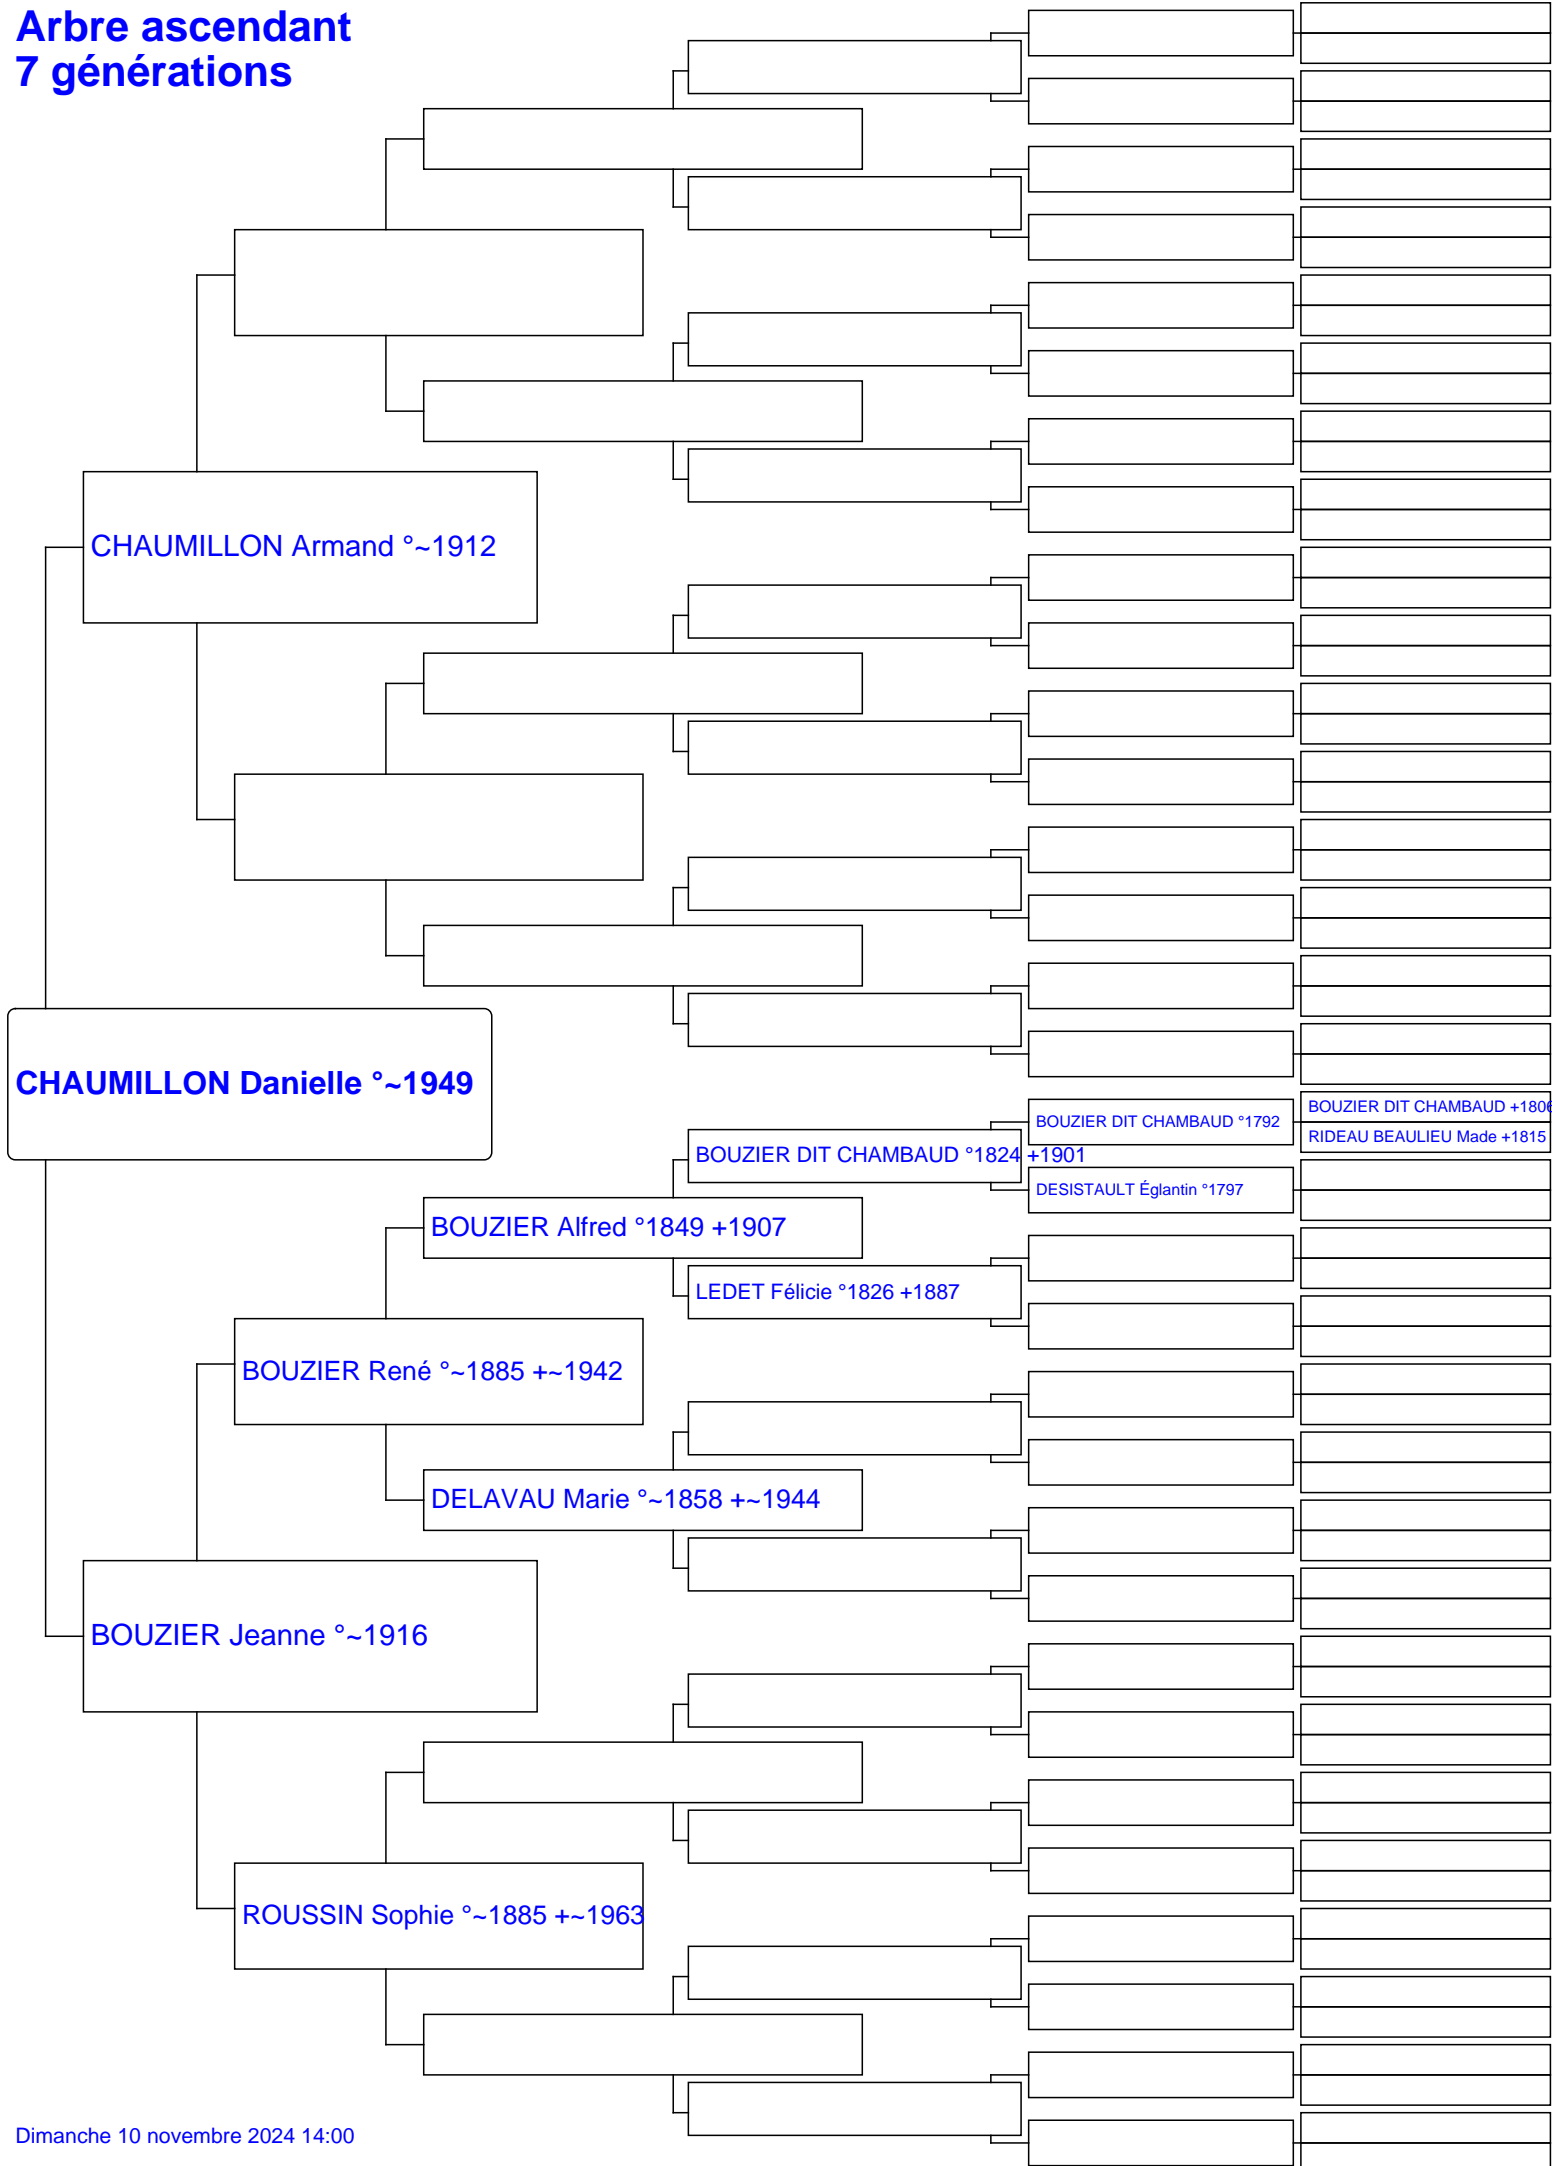 Arbre ascendant
7 générations
CHAUMILLON Armand °~1912
CHAUMILLON Danielle °~1949
BOUZIER DIT CHAMBAUD +1806
BOUZIER DIT CHAMBAUD °1792
RIDEAU BEAULIEU Made +1815
BOUZIER DIT CHAMBAUD °1824 +1901
DESISTAULT Églantin °1797
BOUZIER Alfred °1849 +1907
LEDET Félicie °1826 +1887
BOUZIER René °~1885 +~1942
DELAVAU Marie °~1858 +~1944
BOUZIER Jeanne °~1916
ROUSSIN Sophie °~1885 +~1963
Dimanche 10 novembre 2024 14:00